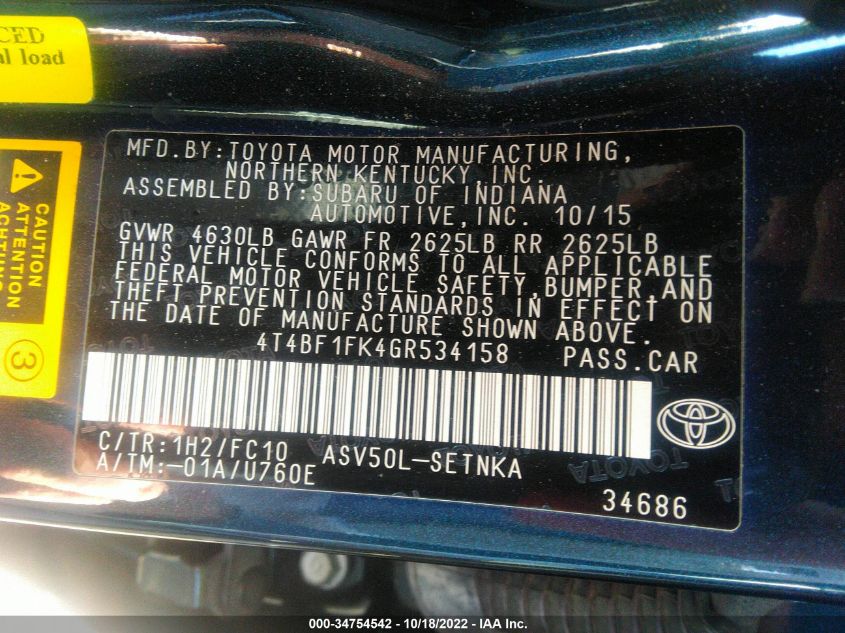 CED
al load
CAUTION
ATTENTION
3
MFD.BY:TOYOTA MOTOR MANUFACTURING,
NORTHERN KENTUCKY,INC.
ASSEMBLED BY:SUBARU OF INDIANA
AUTOMOTIVE,INC. 10/15
GVWR 4630LB GAWR FR 2625LB RR 2625LB
THIS VEHICLE CONFORMS TO ALL APPLICABLE
FEDERAL MOTOR VEHICLE SAFETY,BUMPER,AND
THEFT PREVENTION STANDARDS IN EFFECT ON
THE DATE OF MANUFACTURE SHOWN ABOVE.
4T4BF1FK4GR534158 PASS.CAR
C/TR:1H2/FC10 ASV50L-SETNKA
A/TM:-01A/U760E
34686
000-34754542 - 10/18/2022 - IAANK